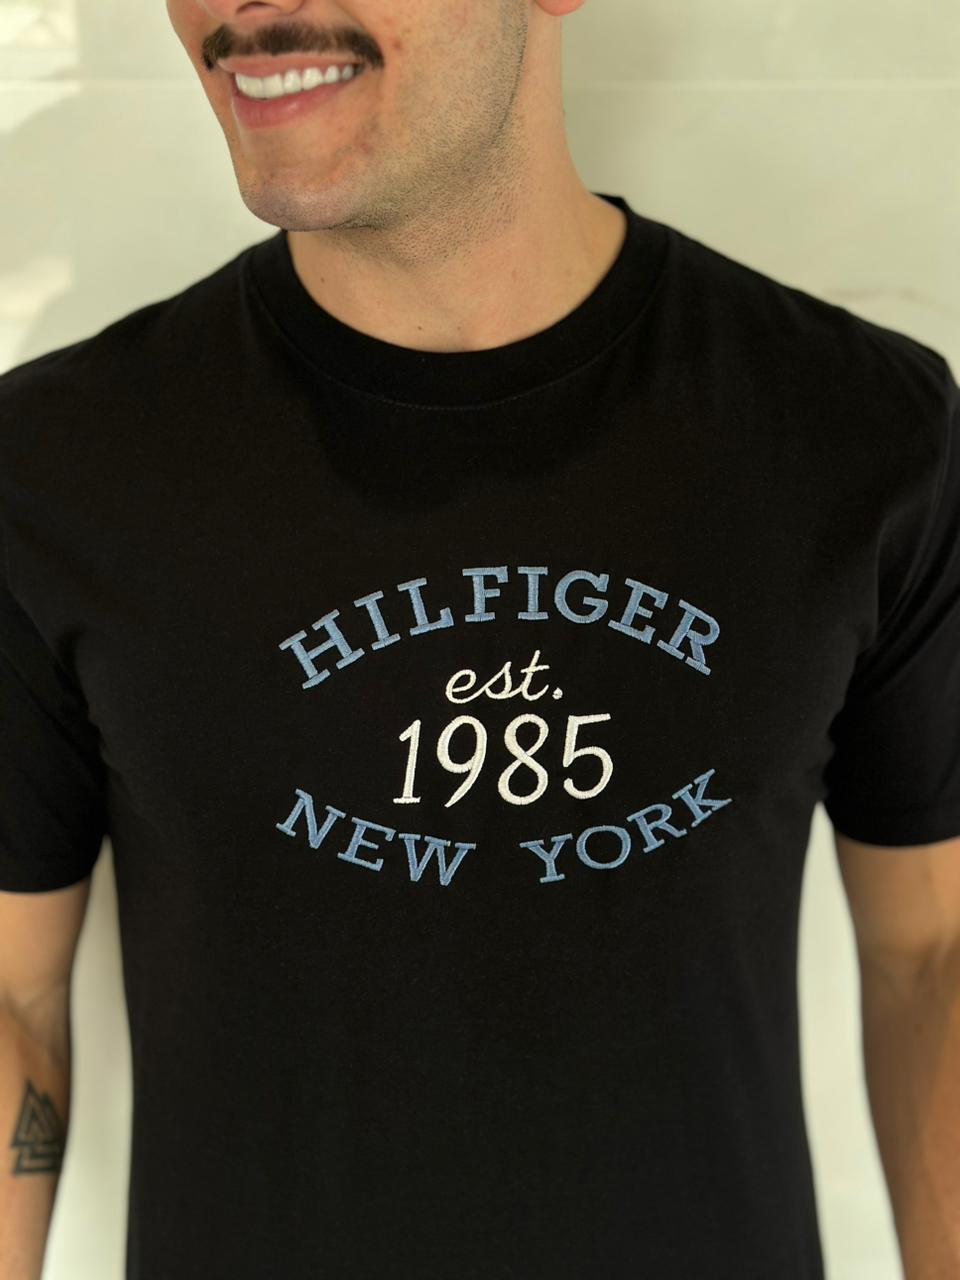 HILFIGER
est.
1985
NEW YORK